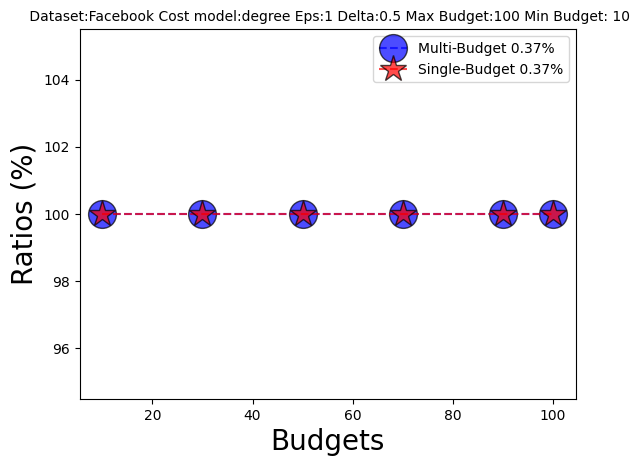 Dataset:Facebook Cost model:degree Eps:1 Delta:0.5 Max Budget:100 Min Budget: 10
Multi-Budget 0.37%
Single-Budget 0.37%
104
102
100
98
96
Ratios (%)
20
40
60
80
100
Budgets